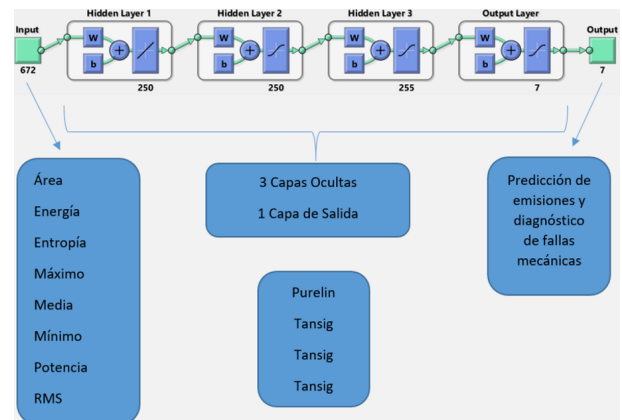 Input
Hidden Layer 1
Hidden Layer 2
Hidden Layer 3
Output Layer
Output
W
b
+
W
b
+
W
b
+
W
b
+
672
250
250
255
7
7
Área
Energía
Entropía
Máximo
Media
Mínimo
Potencia
RMS
3 Capas Ocultas
1 Capa de Salida
Purelin
Tansig
Tansig
Tansig
Predicción de
emisiones y
diagnóstico
de fallas
mecánicas